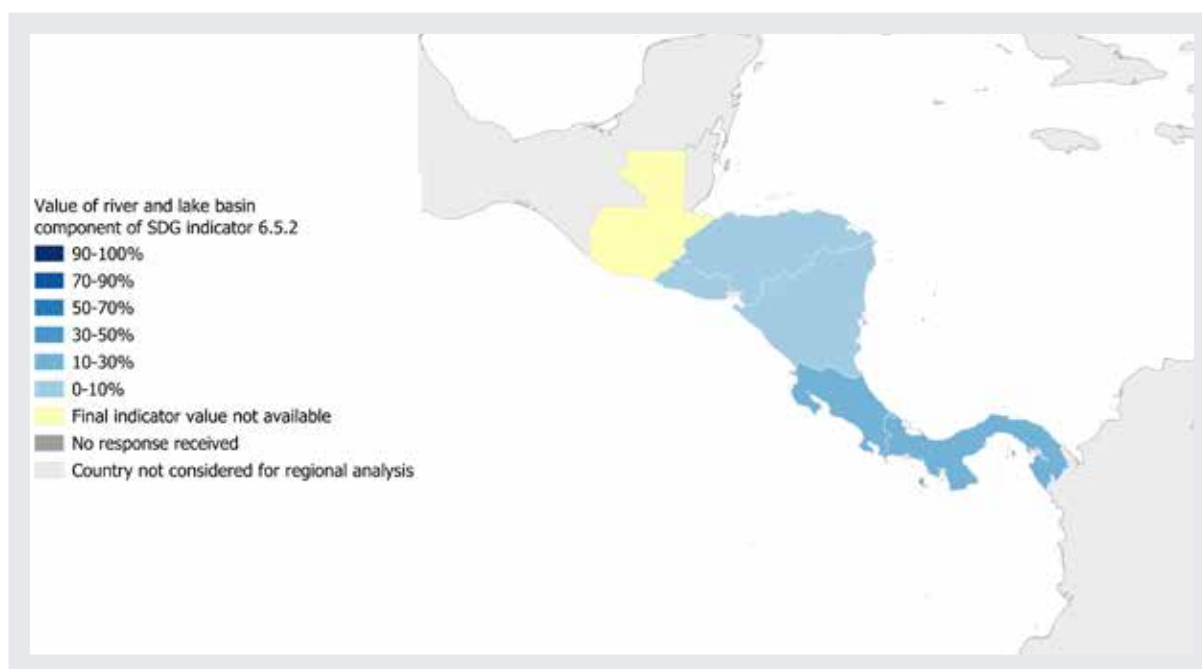 Value of river and lake basin
component of SDG indicator 6.5.2
90-100%
70-90%
50-70%
30-50%
10-30%
0-10%
Final indicator value not available
No response received
Country not considered for regional analysis